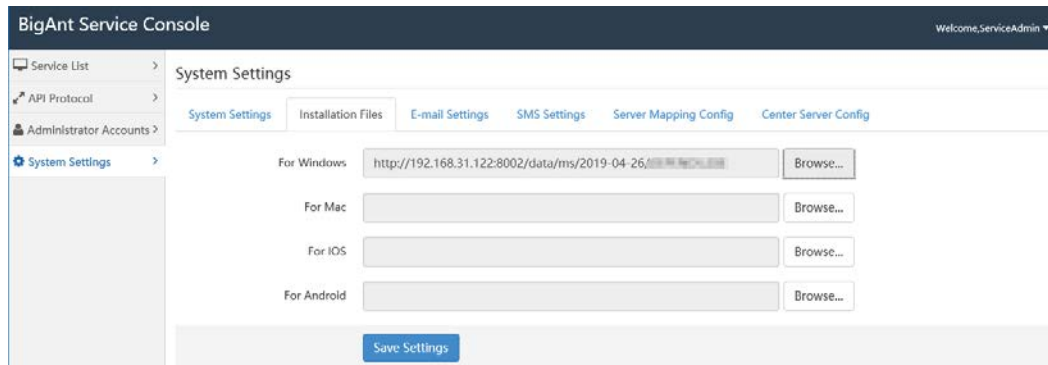 BigAnt Service Console
Welcome,ServiceAdmin
Service List
API Protocol
Administrator Accounts
System Settings
System Settings
System Settings
Installation Files
E-mail Settings
SMS Settings
Server Mapping Config
Center Server Config
For Windows
http://192.168.31.122:8002/data/ms/2019-04-26/
Browse...
For Mac
Browse...
For IOS
Browse...
For Android
Browse...
Save Settings